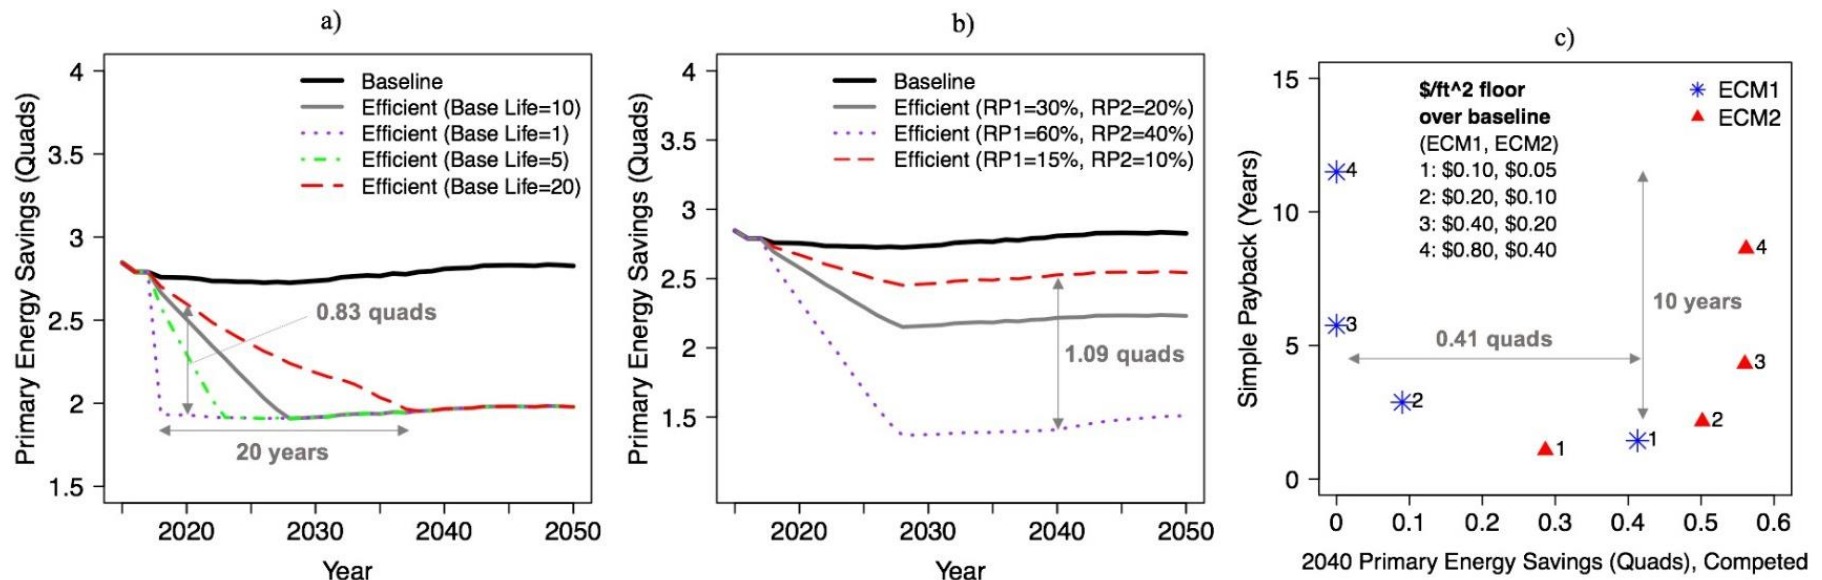 a)
Primary Energy Savings (Quads)
4
3.5
3
2.5
2
1.5
Baseline
Efficient (Base Life=10)
Efficient (Base Life=1)
Efficient (Base Life=5)
Efficient (Base Life=20)
0.83 quads
20 years
2020
2030
2040
2050
Year
b)
Primary Energy Savings (Quads)
4
3.5
3
2.5
2
1.5
Baseline
Efficient (RP1=30%, RP2=20%)
Efficient (RP1=60%, RP2=40%)
Efficient (RP1=15%, RP2=10%)
1.09 quads
2020
2030
2040
2050
Year
c)
Simple Payback (Years)
15
10
5
0
$/ft^2 floor
over baseline
(ECM1, ECM2)
1: $0.10, $0.05
2: $0.20, $0.10
3: $0.40, $0.20
4: $0.80, $0.40
ECM1
ECM2
4
3
2
1
4
3
2
1
10 years
0.41 quads
0
0.1
0.2
0.3
0.4
0.5
0.6
2040 Primary Energy Savings (Quads), Competed